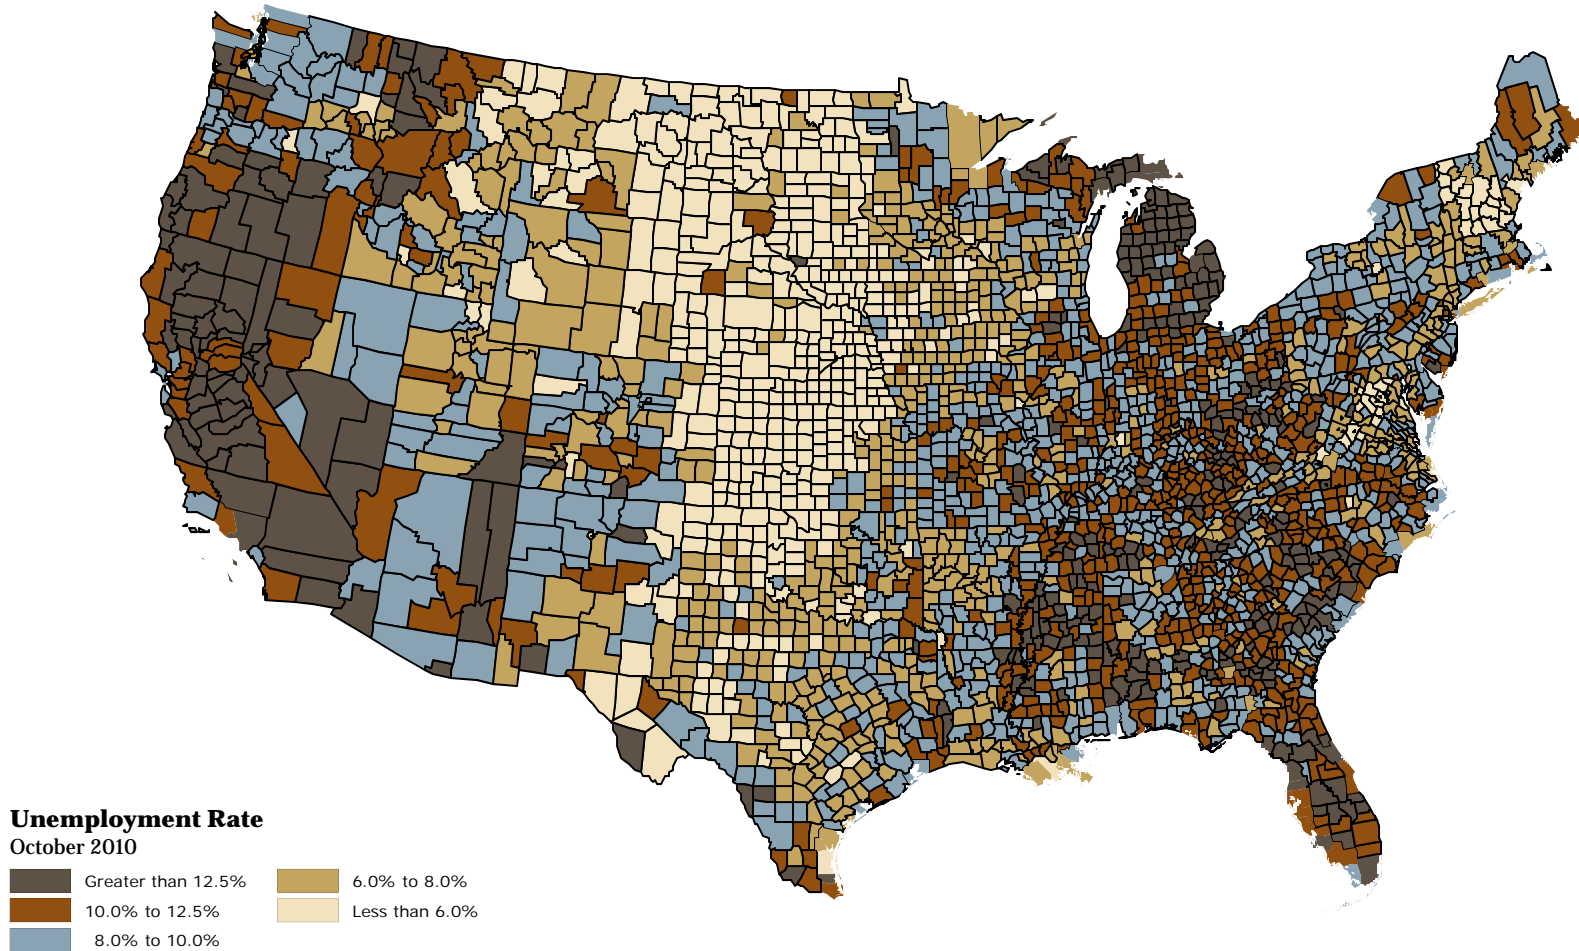 Unemployment Rate
October 2010
Greater than 12.5%
10.0% to 12.5%
8.0% to 10.0%
6.0% to 8.0%
Less than 6.0%